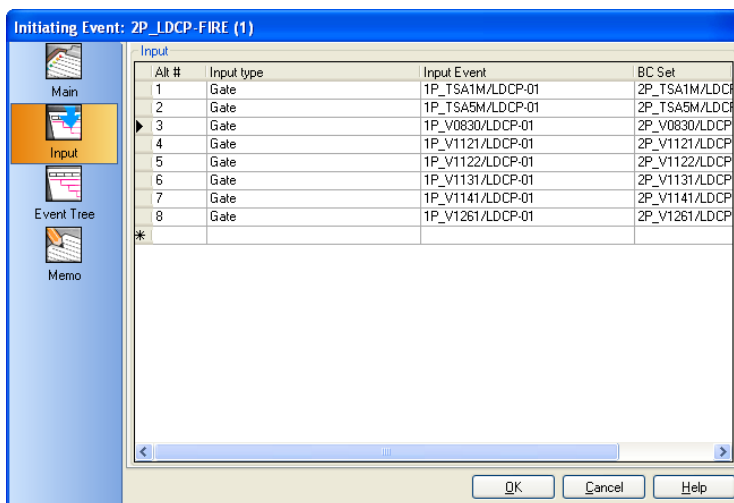 Initiating Event: 2P_LDCP-FIRE (1)
Main
Input
Event Tree
Memo
Input
Alt # Input type Input Event BC Set
1 Gate 1P_TSA1M/LDCP-01 2P_TSA1M/LDCP
2 Gate 1P_TSA5M/LDCP-01 2P_TSA5M/LDCP
3 Gate 1P_V0830/LDCP-01 2P_V0830/LDCP
4 Gate 1P_V1121/LDCP-01 2P_V1121/LDCP
5 Gate 1P_V1122/LDCP-01 2P_V1122/LDCP
6 Gate 1P_V1131/LDCP-01 2P_V1131/LDCP
7 Gate 1P_V1141/LDCP-01 2P_V1141/LDCP
8 Gate 1P_V1261/LDCP-01 2P_V1261/LDCP
OK Cancel Help